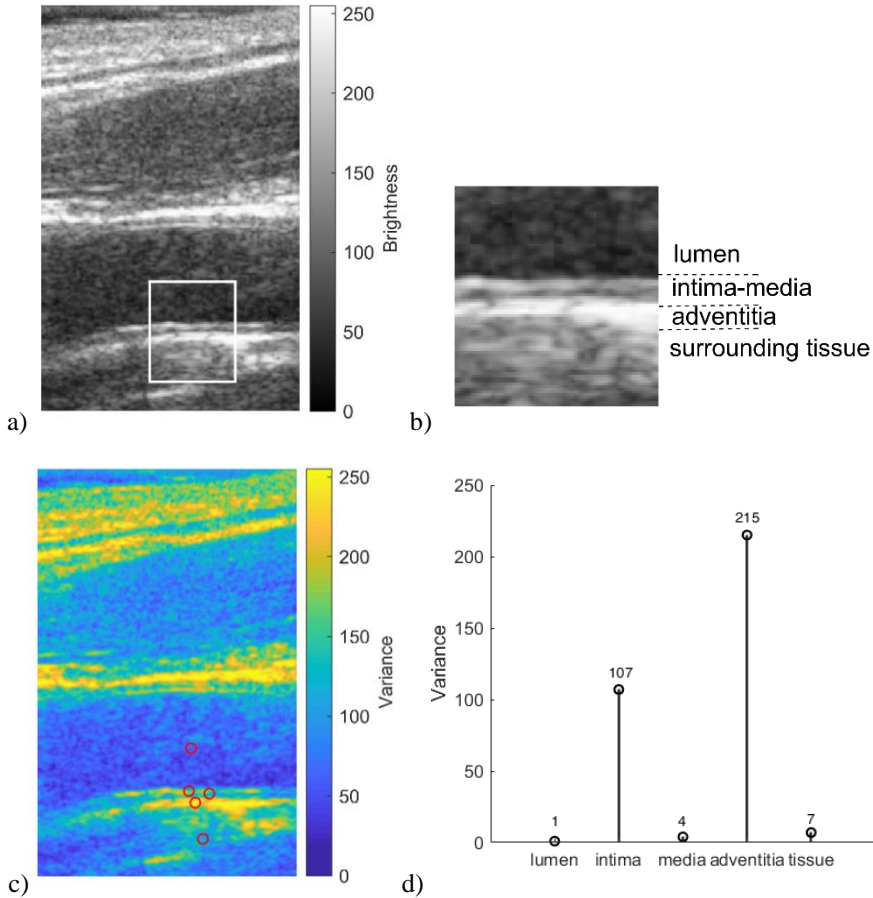 250
200
150
100
50
0
Brightness
a)
lumen
intima-media
adventitia
surrounding tissue
b)
250
200
150
100
50
0
Variance
c)
250
200
150
100
50
0
Variance
1
107
4
215
7
lumen intima media adventitia tissue
d)